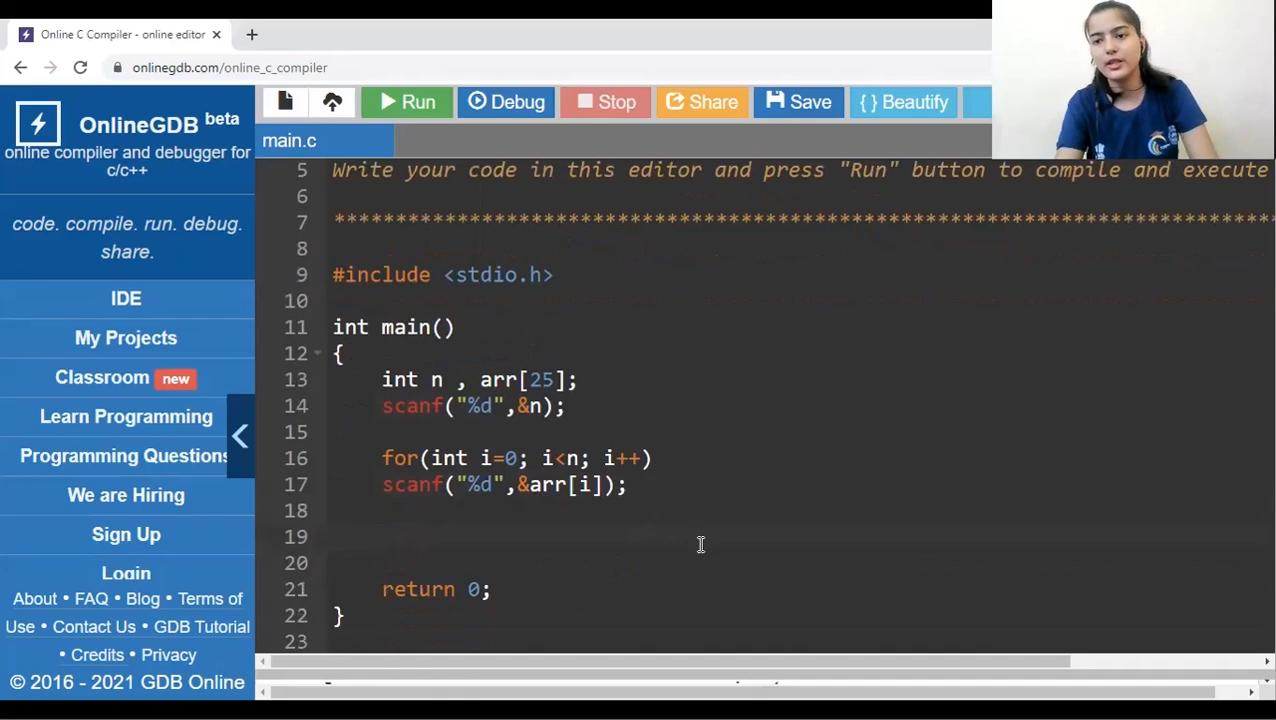 Online C Compiler - online editor
onlinegdb.com/online_c_compiler
Run Debug Stop Share Save { } Beautify
OnlineGDB beta
online compiler and debugger for
c/c++
code. compile. run. debug.
share.
IDE
My Projects
Classroom new
Learn Programming
Programming Questions
We are Hiring
Sign Up
Login
About • FAQ • Blog • Terms of
Use • Contact Us • GDB Tutorial
• Credits • Privacy
© 2016 - 2021 GDB Online
main.c
5 Write your code in this editor and press "Run" button to compile and execute
6
7 *******************************************************************************
8
9 #include <stdio.h>
10
11 int main()
12 {
13 int n , arr[25];
14 scanf("%d",&n);
15
16 for(int i=0; i<n; i++)
17 scanf("%d",&arr[i]);
18
19
20
21 return 0;
22 }
23